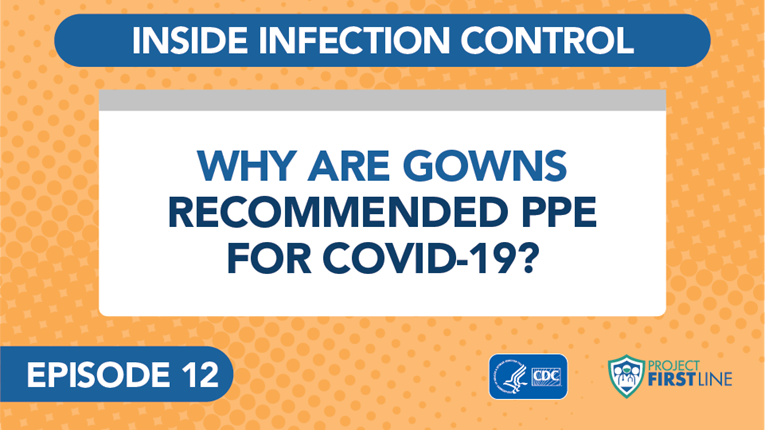 INSIDE INFECTION CONTROL
WHY ARE GOWNS
RECOMMENDED PPE
FOR COVID-19?
EPISODE 12
CDC
PROJECT
FIRSTLINE